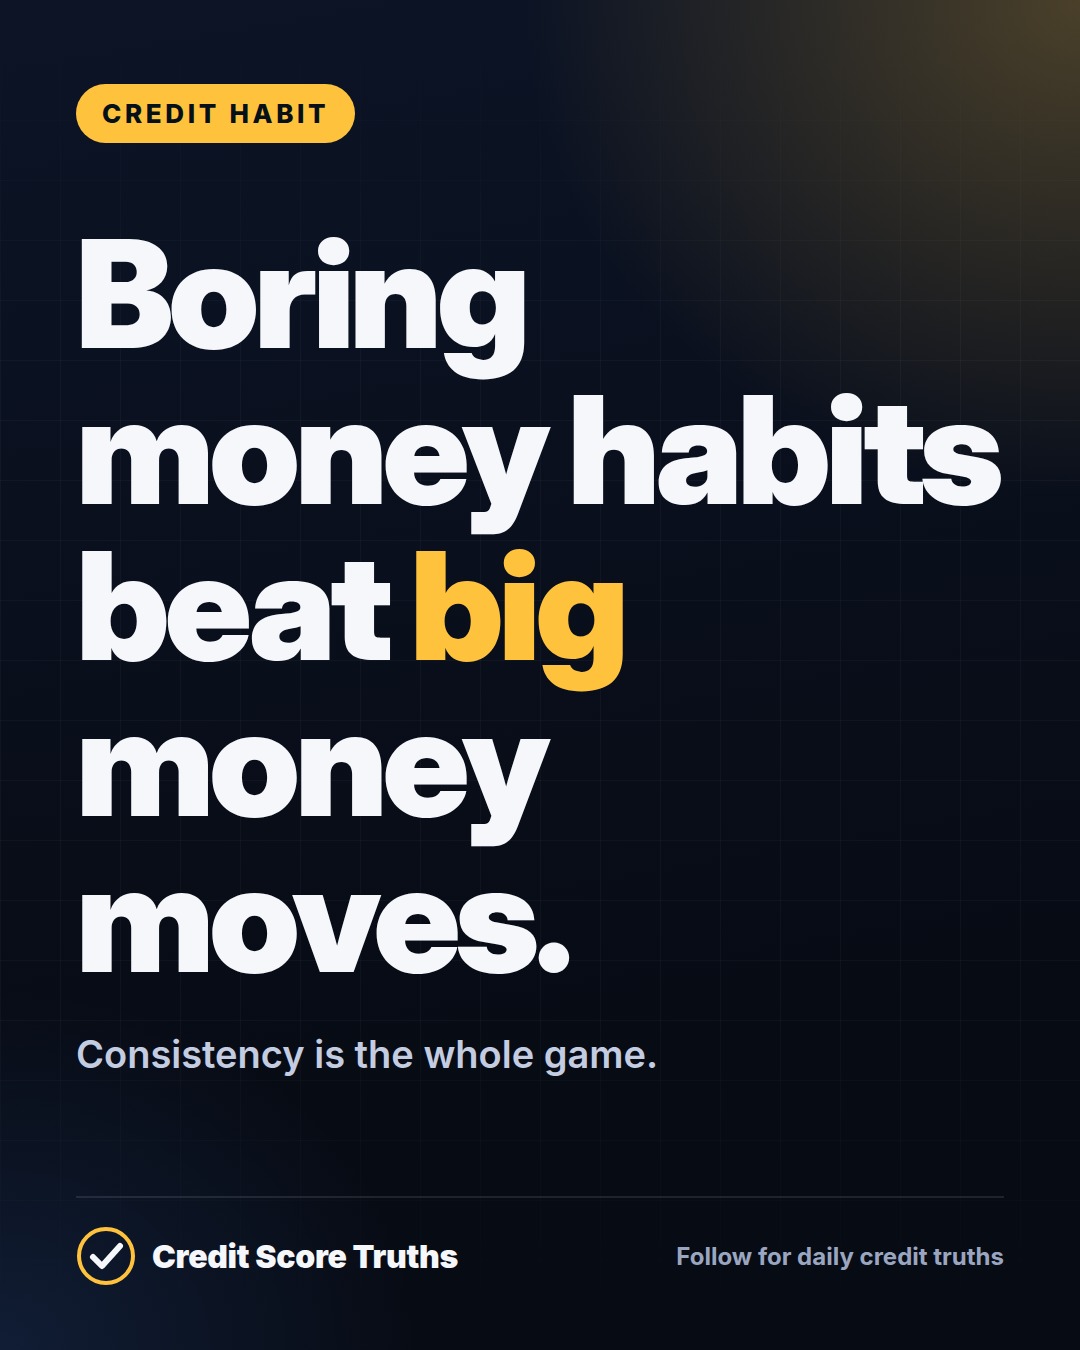 CREDIT HABIT
Boring
money habits
beat big
money
moves.
Consistency is the whole game.
Credit Score Truths
Follow for daily credit truths